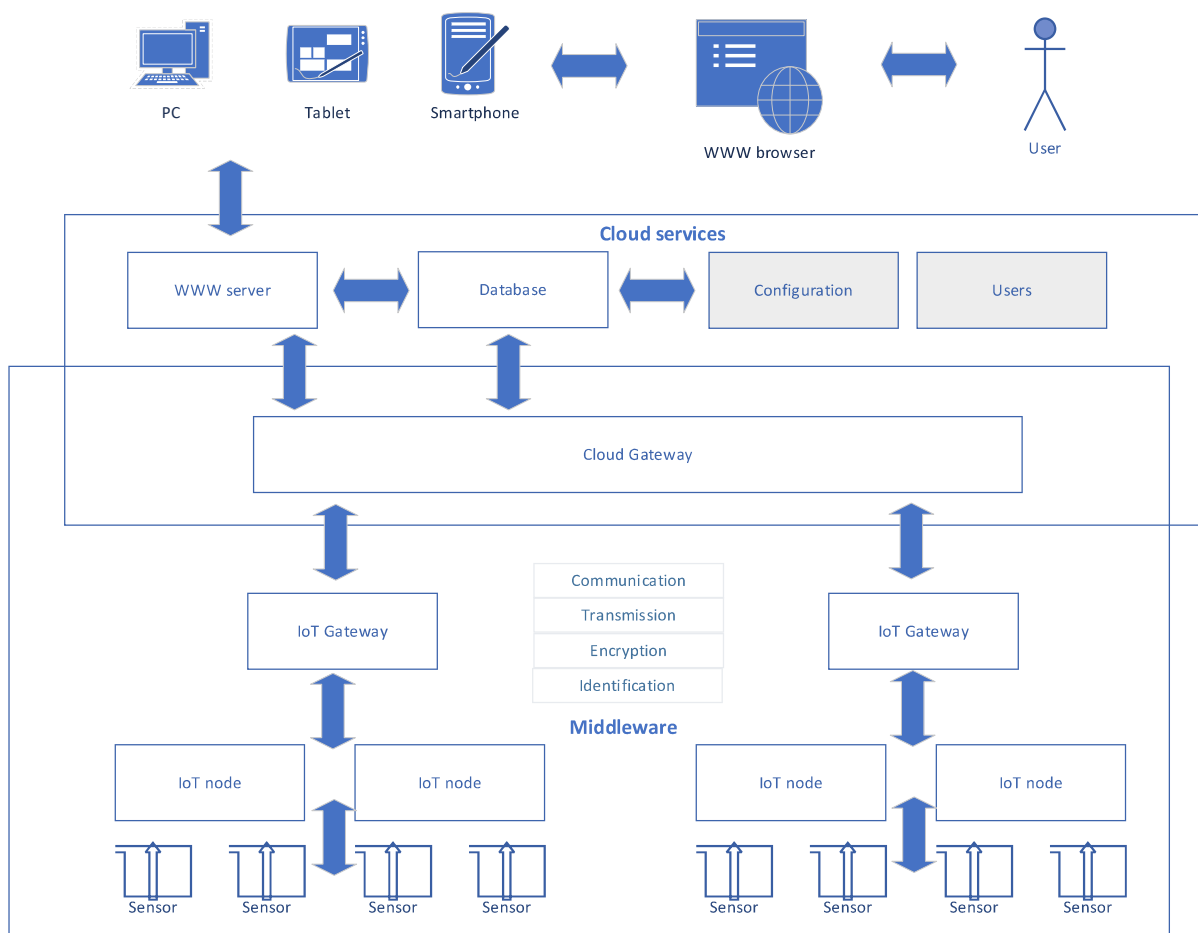 PC
Tablet
Smartphone
WWW browser
User
Cloud services
WWW server
Database
Configuration
Users
Cloud Gateway
Communication
Transmission
Encryption
Identification
IoT Gateway
IoT Gateway
Middleware
IoT node
IoT node
IoT node
IoT node
Sensor
Sensor
Sensor
Sensor
Sensor
Sensor
Sensor
Sensor